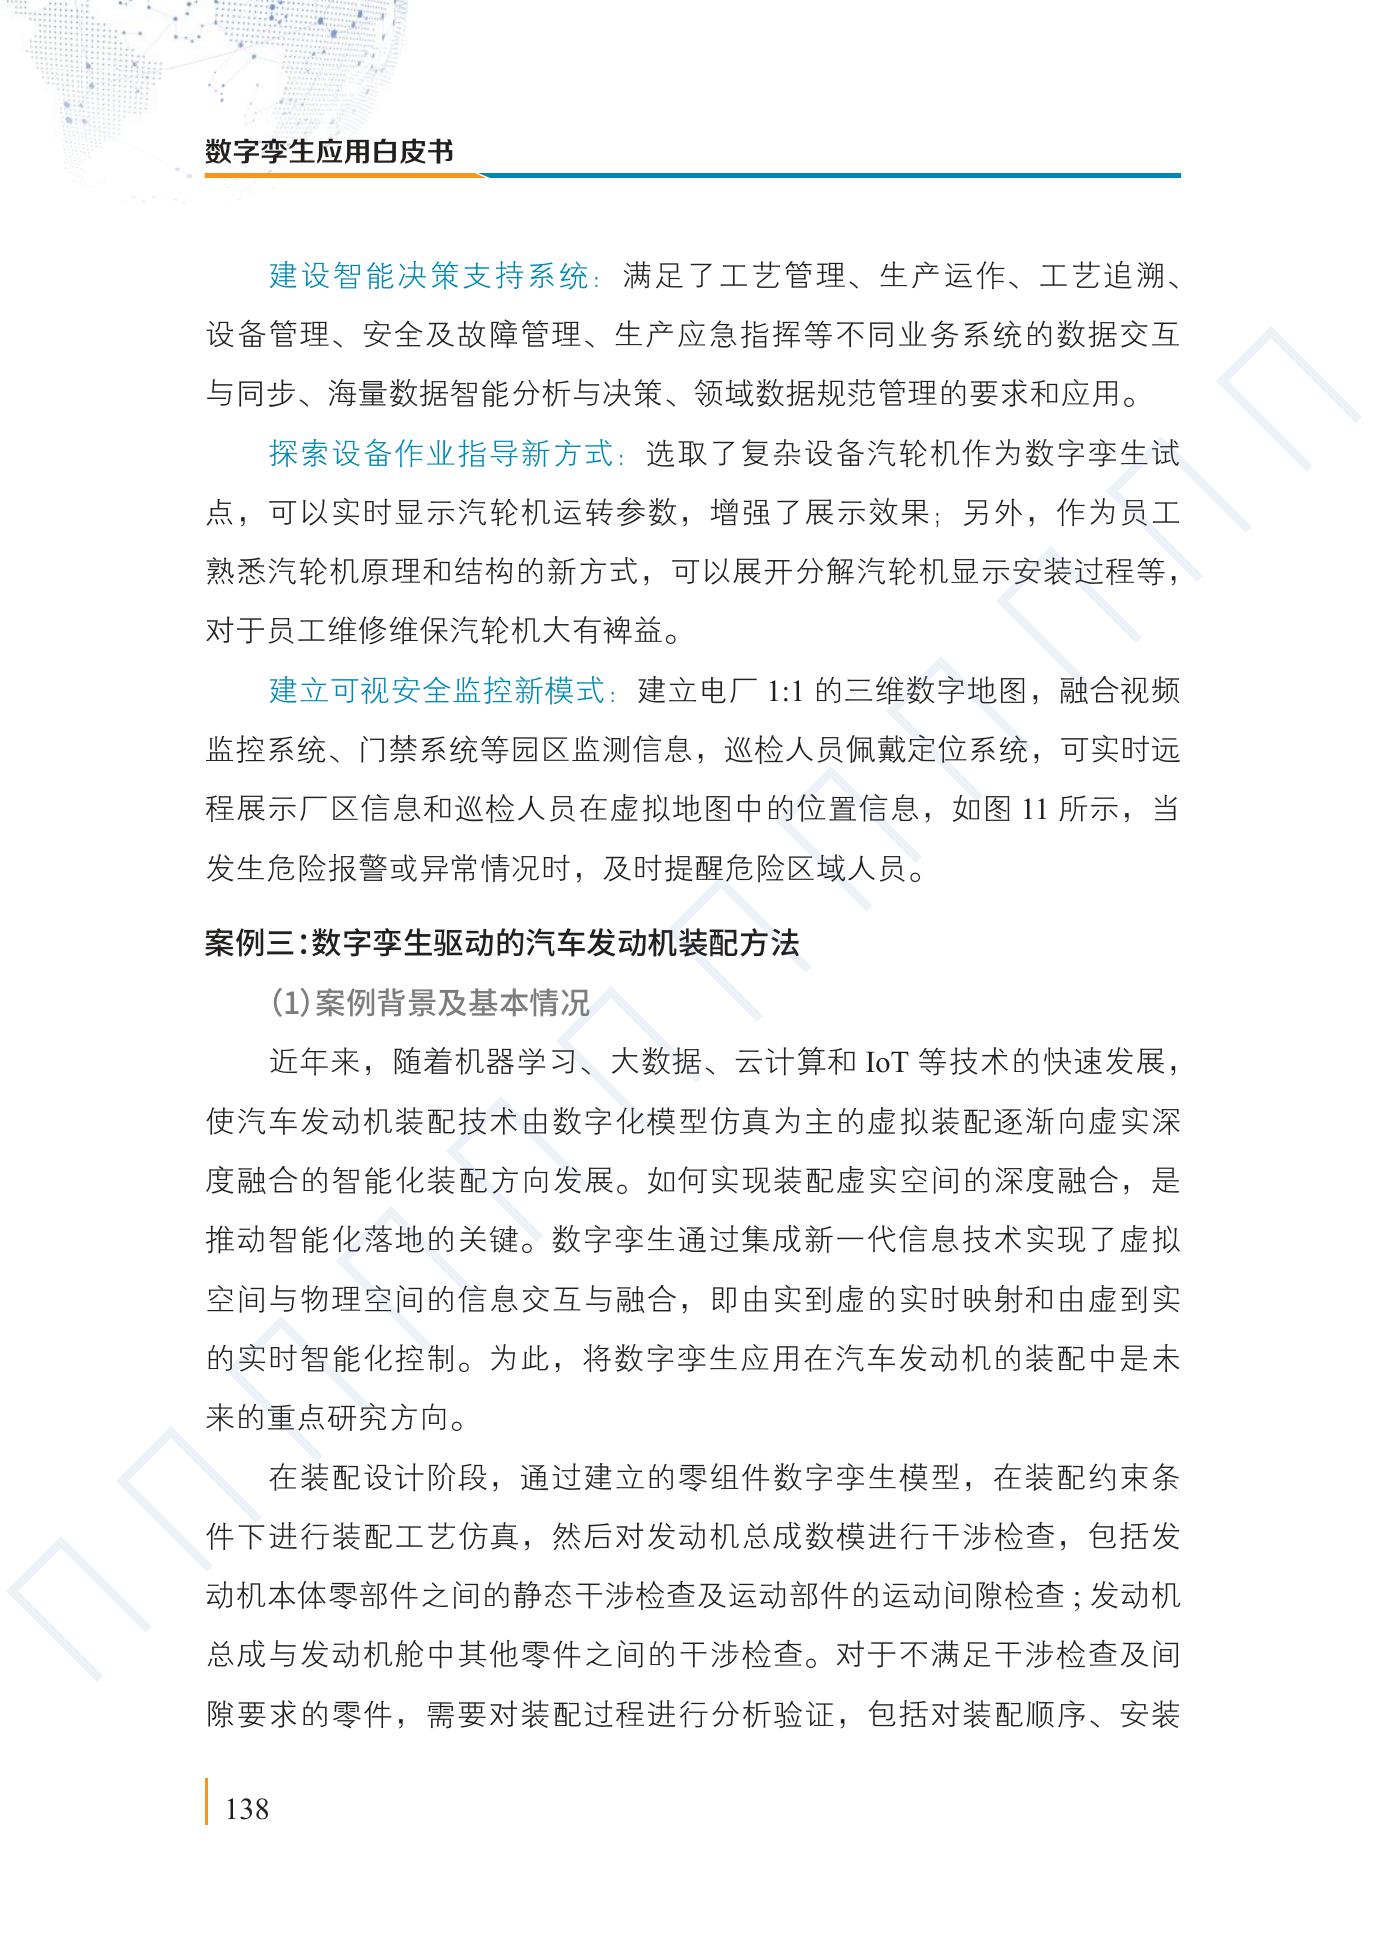 数字孪生应用白皮书
建设智能决策支持系统：满足了工艺管理、生产运作、工艺追溯、
设备管理、安全及故障管理、生产应急指挥等不同业务系统的数据交互
与同步、海量数据智能分析与决策、领域数据规范管理的要求和应用。
探索设备作业指导新方式：选取了复杂设备汽轮机作为数字孪生试
点，可以实时显示汽轮机运转参数，增强了展示效果；另外，作为员工
熟悉汽轮机原理和结构的新方式，可以展开分解汽轮机显示安装过程等，
对于员工维修维保汽轮机大有裨益。
建立可视安全监控新模式：建立电厂 1:1 的三维数字地图，融合视频
监控系统、门禁系统等园区监测信息，巡检人员佩戴定位系统，可实时远
程展示厂区信息和巡检人员在虚拟地图中的位置信息，如图 11 所示，当
发生危险报警或异常情况时，及时提醒危险区域人员。
案例三：数字孪生驱动的汽车发动机装配方法
（1）案例背景及基本情况
近年来，随着机器学习、大数据、云计算和 IoT 等技术的快速发展，
使汽车发动机装配技术由数字化模型仿真为主的虚拟装配逐渐向虚实深
度融合的智能化装配方向发展。如何实现装配虚实空间的深度融合，是
推动智能化落地的关键。数字孪生通过集成新一代信息技术实现了虚拟
空间与物理空间的信息交互与融合，即由实到虚的实时映射和由虚到实
的实时智能化控制。为此，将数字孪生应用在汽车发动机的装配中是未
来的重点研究方向。
在装配设计阶段，通过建立的零组件数字孪生模型，在装配约束条
件下进行装配工艺仿真，然后对发动机总成数模进行干涉检查，包括发
动机本体零部件之间的静态干涉检查及运动部件的运动间隙检查 ; 发动机
总成与发动机舱中其他零件之间的干涉检查。对于不满足干涉检查及间
隙要求的零件，需要对装配过程进行分析验证，包括对装配顺序、安装
138